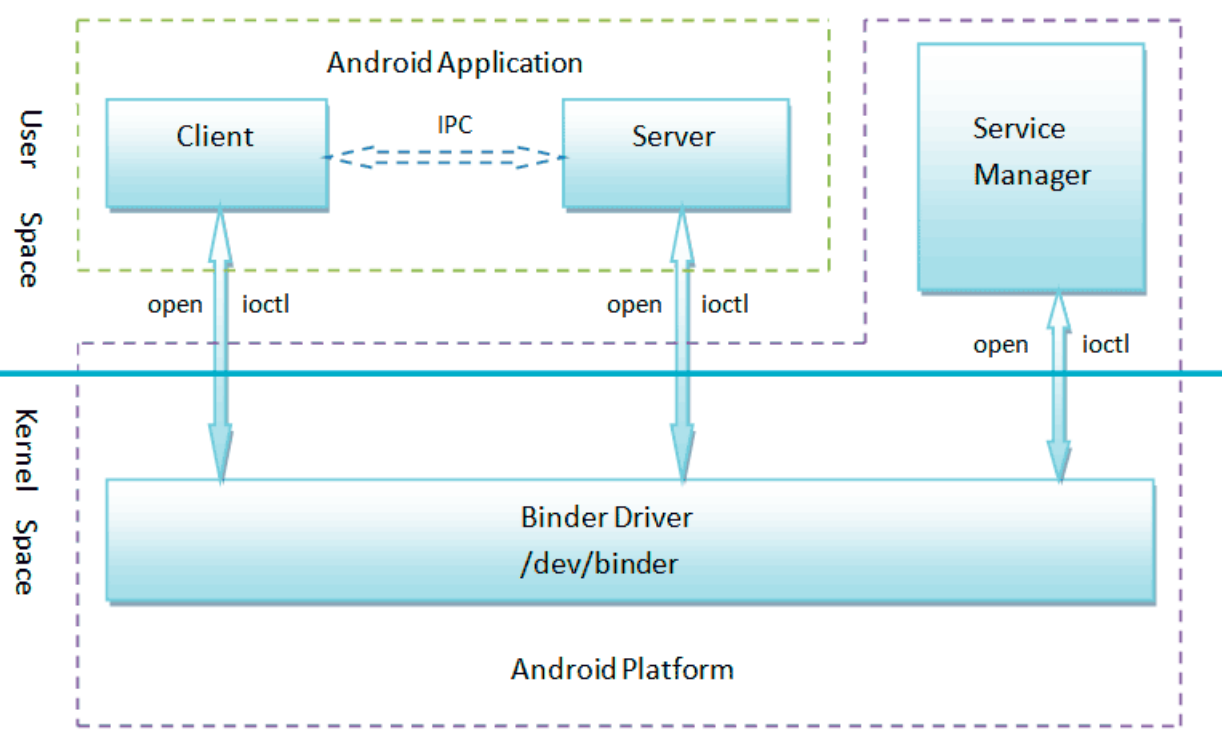 Android Application
Client
IPC
Server
Service
Manager
User Space
open ioctl
open ioctl
open ioctl
Kernel Space
Binder Driver
/dev/binder
Android Platform